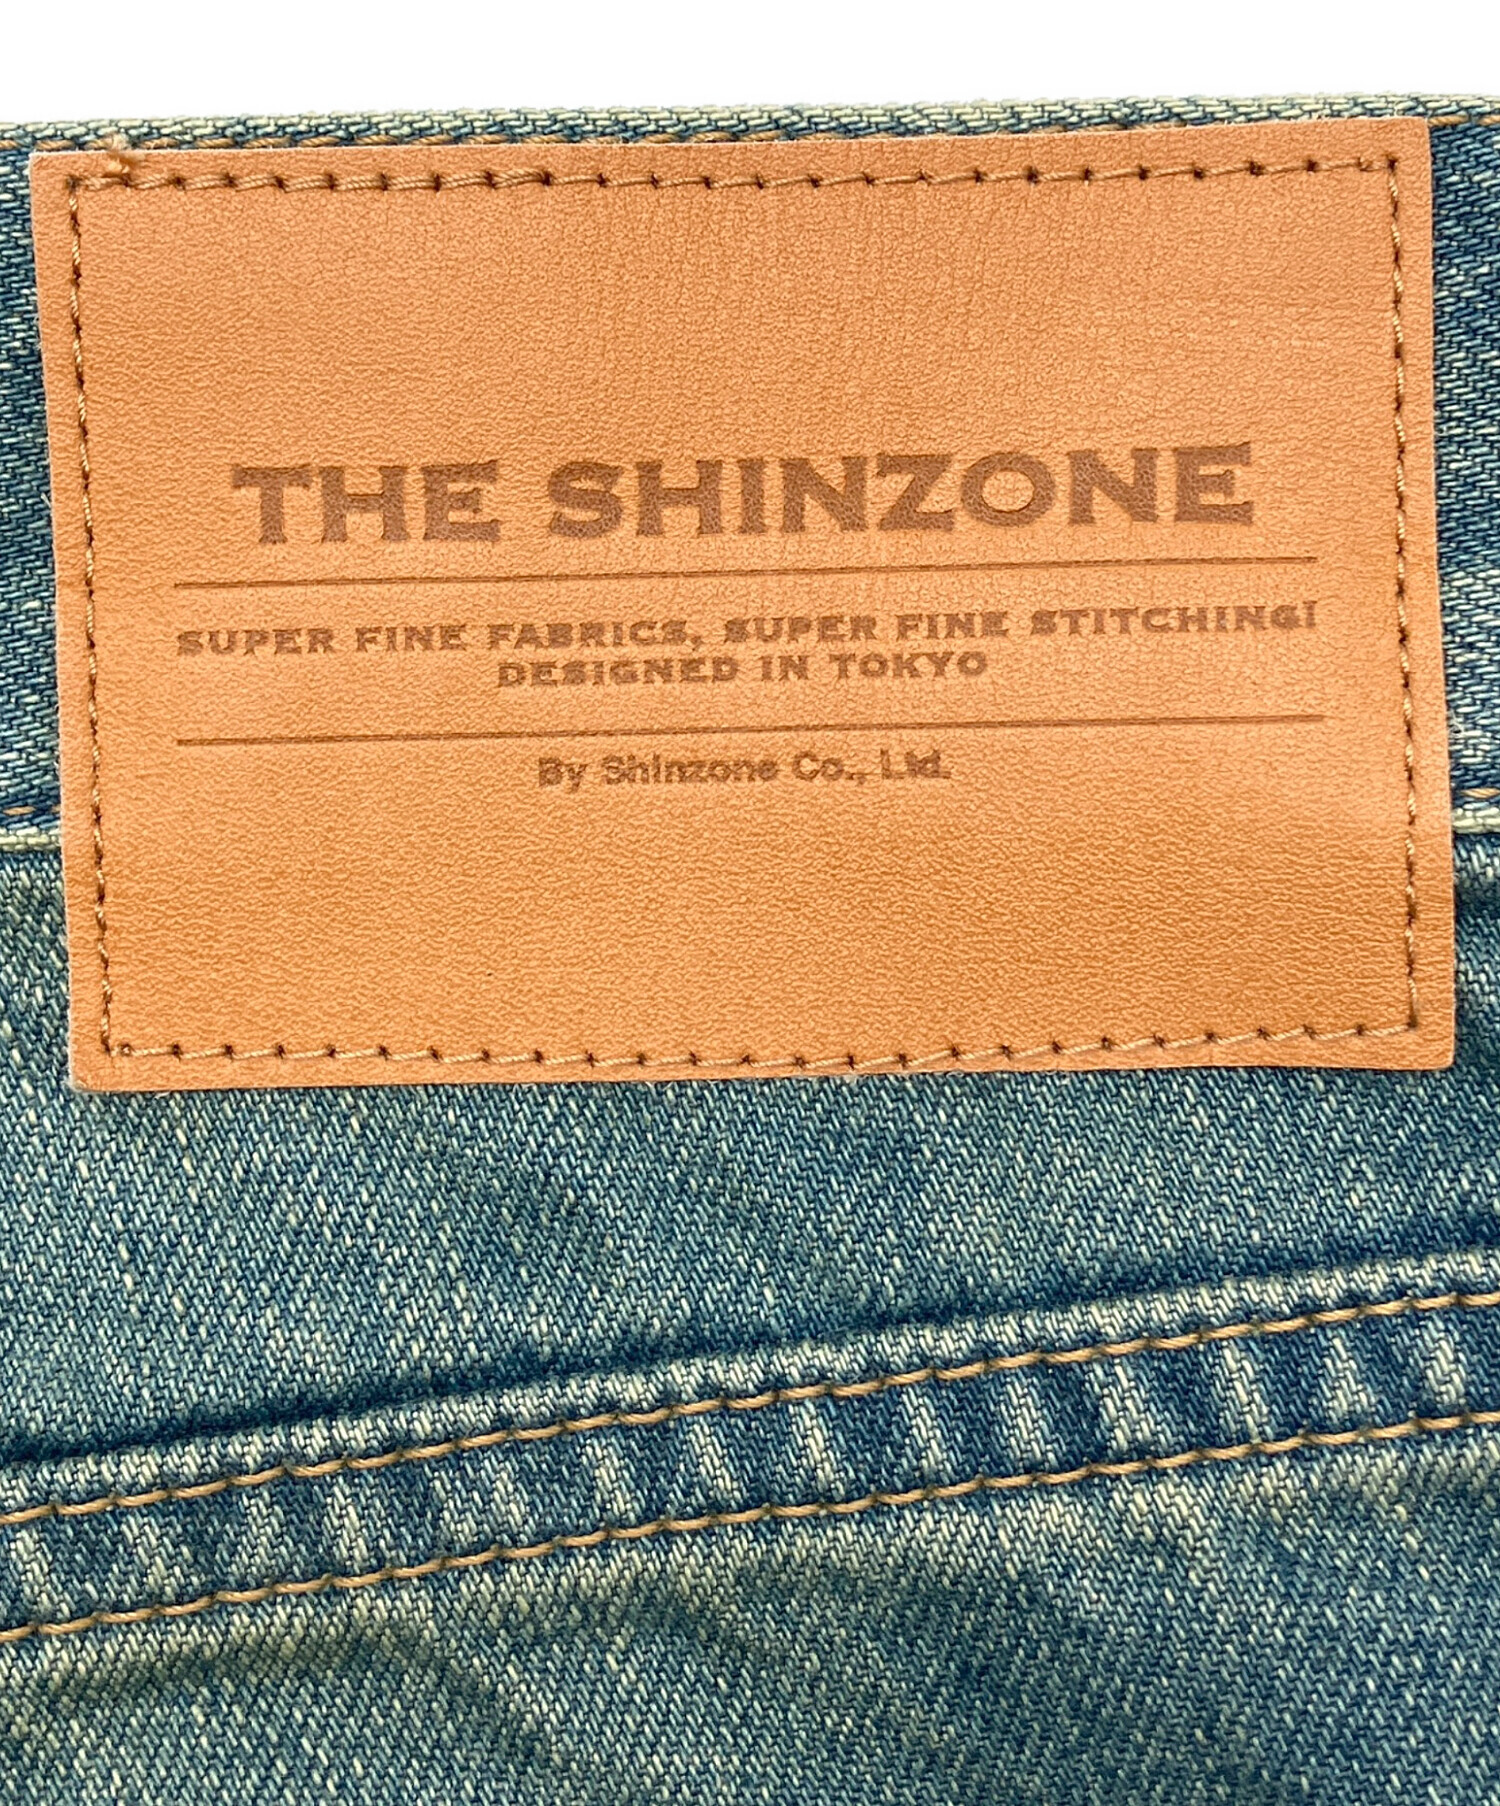 THE SHINZONE
SUPER FINE FABRICS, SUPER FINE STITCHING!
DESIGNED IN TOKYO
By Shinzone Co., Ltd.